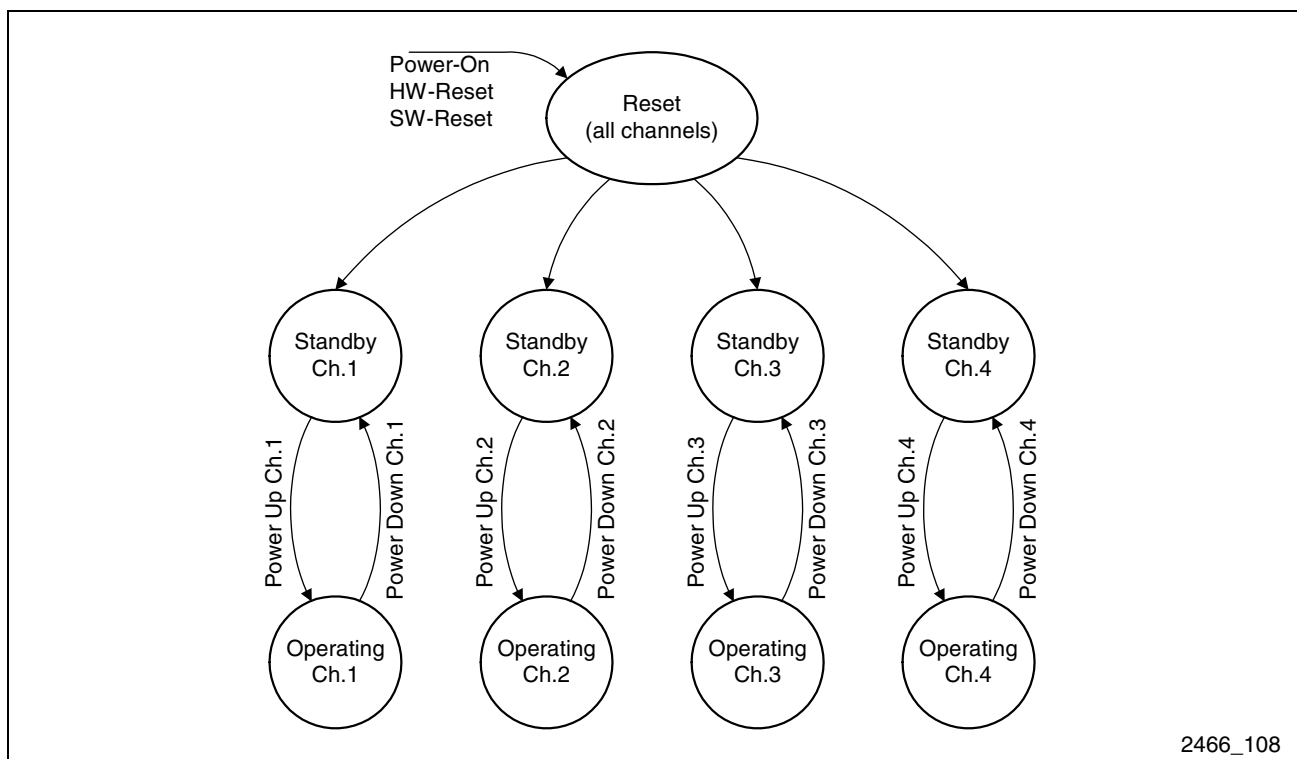 Power-On
HW-Reset
SW-Reset
Reset
(all channels)
Standby
Ch.1
Standby
Ch.2
Standby
Ch.3
Standby
Ch.4
Power Up Ch.1
Power Down Ch.1
Power Up Ch.2
Power Down Ch.2
Power Up Ch.3
Power Down Ch.3
Power Up Ch.4
Power Down Ch.4
Operating
Ch.1
Operating
Ch.2
Operating
Ch.3
Operating
Ch.4
2466_108